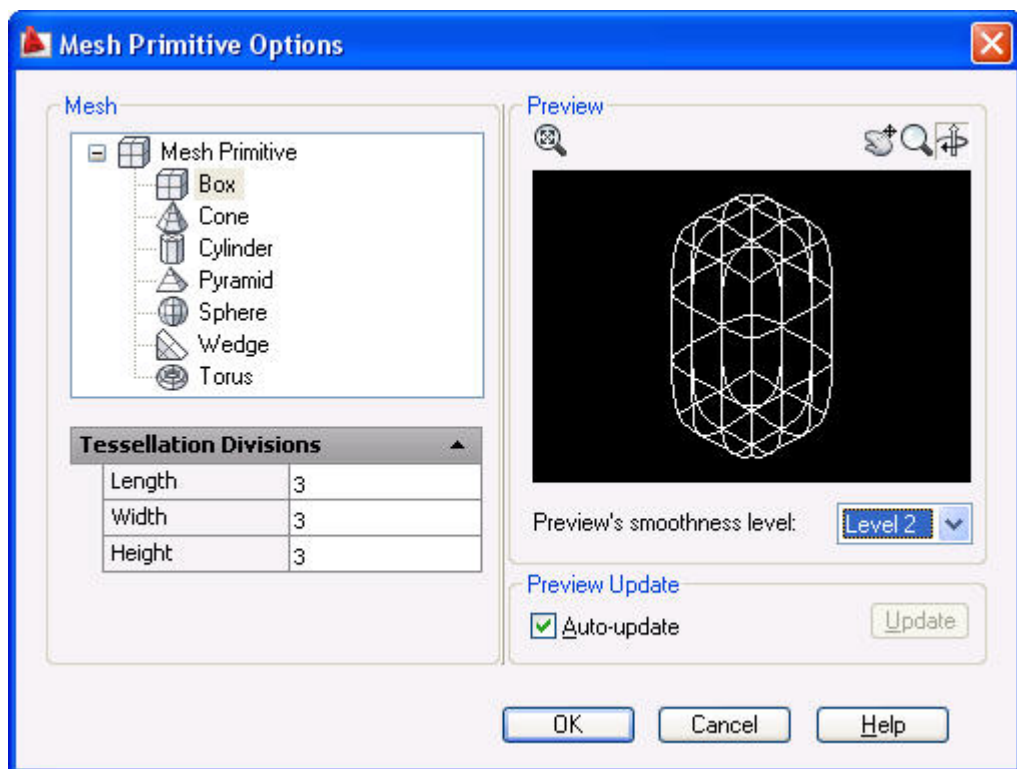 Mesh Primitive Options
Mesh
Mesh Primitive
Box
Cone
Cylinder
Pyramid
Sphere
Wedge
Torus
Tessellation Divisions
Length 3
Width 3
Height 3
Preview
Preview's smoothness level: Level 2
Preview Update
Auto-update Update
OK Cancel Help